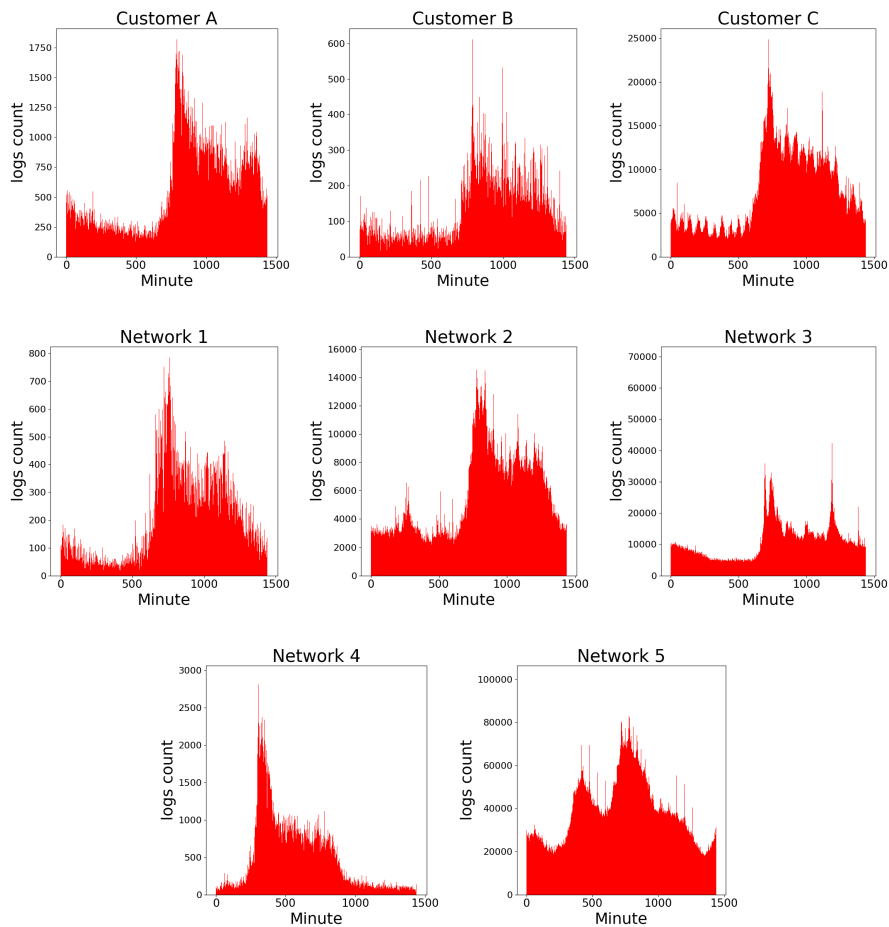 Customer A
Customer B
Customer C
logs count
1750
1500
1250
1000
750
500
250
0
0 500 1000 1500
Minute
logs count
600
500
400
300
200
100
0
0 500 1000 1500
Minute
logs count
25000
20000
15000
10000
5000
0
0 500 1000 1500
Minute
Network 1
Network 2
Network 3
logs count
800
700
600
500
400
300
200
100
0
0 500 1000 1500
Minute
logs count
16000
14000
12000
10000
8000
6000
4000
2000
0
0 500 1000 1500
Minute
logs count
70000
60000
50000
40000
30000
20000
10000
0
0 500 1000 1500
Minute
Network 4
Network 5
logs count
3000
2500
2000
1500
1000
500
0
0 500 1000 1500
Minute
logs count
100000
80000
60000
40000
20000
0
0 500 1000 1500
Minute